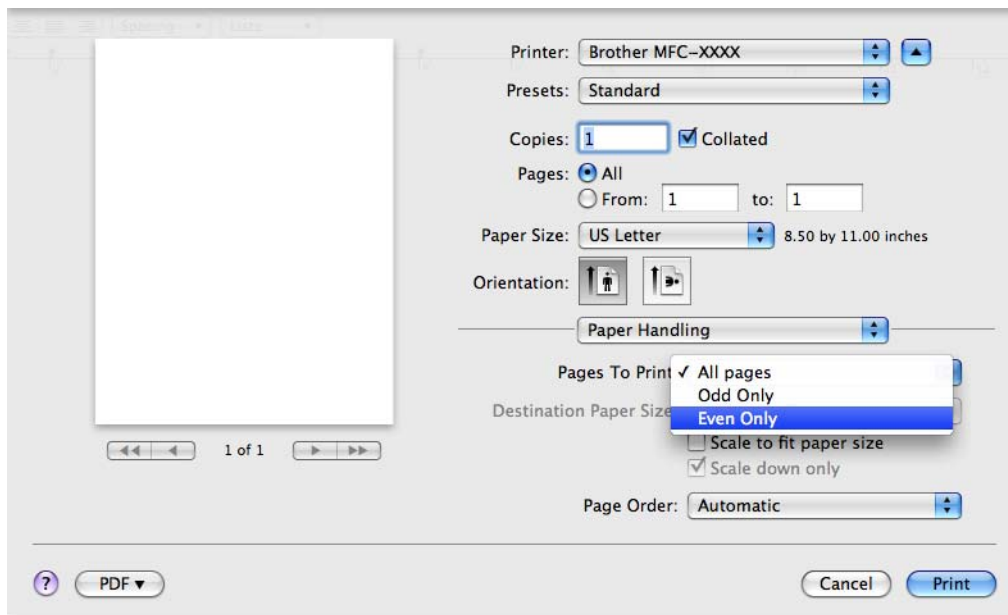 Spacing Lists
Printer: Brother MFC-XXXX
Presets: Standard
Copies: 1 Collated
Pages: All
From: 1 to: 1
Paper Size: US Letter 8.50 by 11.00 inches
Orientation:
Paper Handling
Pages To Print ✓ All pages
Odd Only
Destination Paper Size
Even Only
Scale to fit paper size
1 of 1
Scale down only
Page Order: Automatic
? PDF ▼ Cancel Print